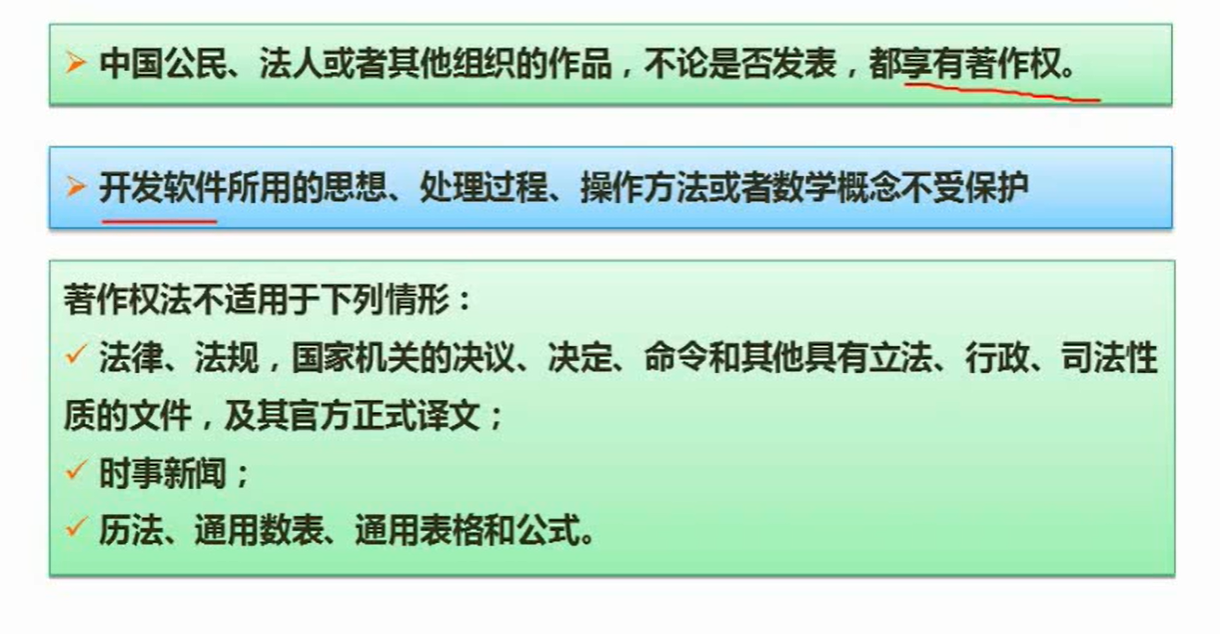 ➢ 中国公民、法人或者其他组织的作品，不论是否发表，都享有著作权。
➢ 开发软件所用的思想、处理过程、操作方法或者数学概念不受保护
著作权法不适用于下列情形：
✓ 法律、法规，国家机关的决议、决定、命令和其他具有立法、行政、司法性
质的文件，及其官方正式译文；
✓ 时事新闻；
✓ 历法、通用数表、通用表格和公式。